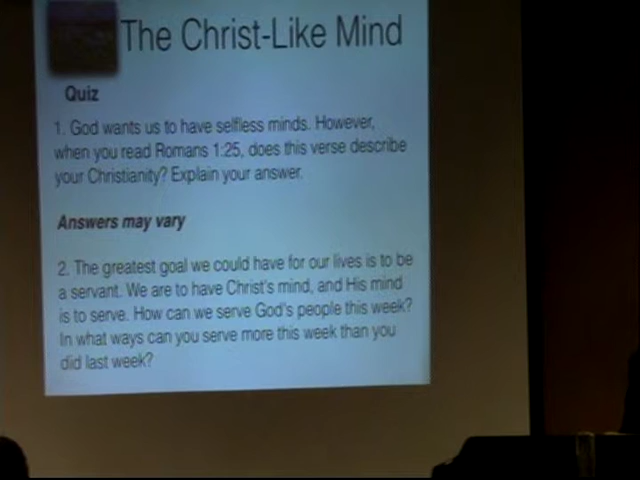 The Christ-Like Mind
Quiz
1. God wants us to have selfless minds. However,
when you read Romans 1:25, does this verse describe
your Christianity? Explain your answer.
Answers may vary
2. The greatest goal we could have for our lives is to be
a servant. We are to have Christ's mind, and His mind
is to serve. How can we serve God's people this week?
In what ways can you serve more this week than you
did last week?